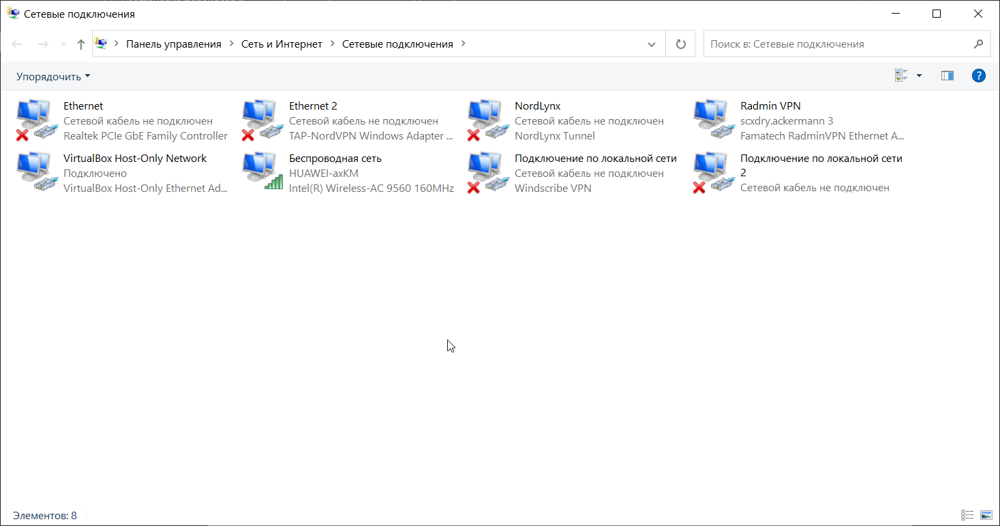 Сетевые подключения
Панель управления
Сеть и Интернет
Сетевые подключения
Поиск в: Сетевые подключения
Упорядочить
?
Ethernet
Сетевой кабель не подключен
Realtek PCIe GbE Family Controller
Ethernet 2
Сетевой кабель не подключен
TAP-NordVPN Windows Adapter ...
NordLynx
Сетевой кабель не подключен
NordLynx Tunnel
Radmin VPN
scxdry.ackermann 3
Famatech RadminVPN Ethernet A...
VirtualBox Host-Only Network
Подключено
VirtualBox Host-Only Ethernet Ad...
Беспроводная сеть
HUAWEI-axKM
Intel(R) Wireless-AC 9560 160MHz
Подключение по локальной сети
Сетевой кабель не подключен
Windscribe VPN
Подключение по локальной сети
2
Сетевой кабель не подключен
Элементов: 8